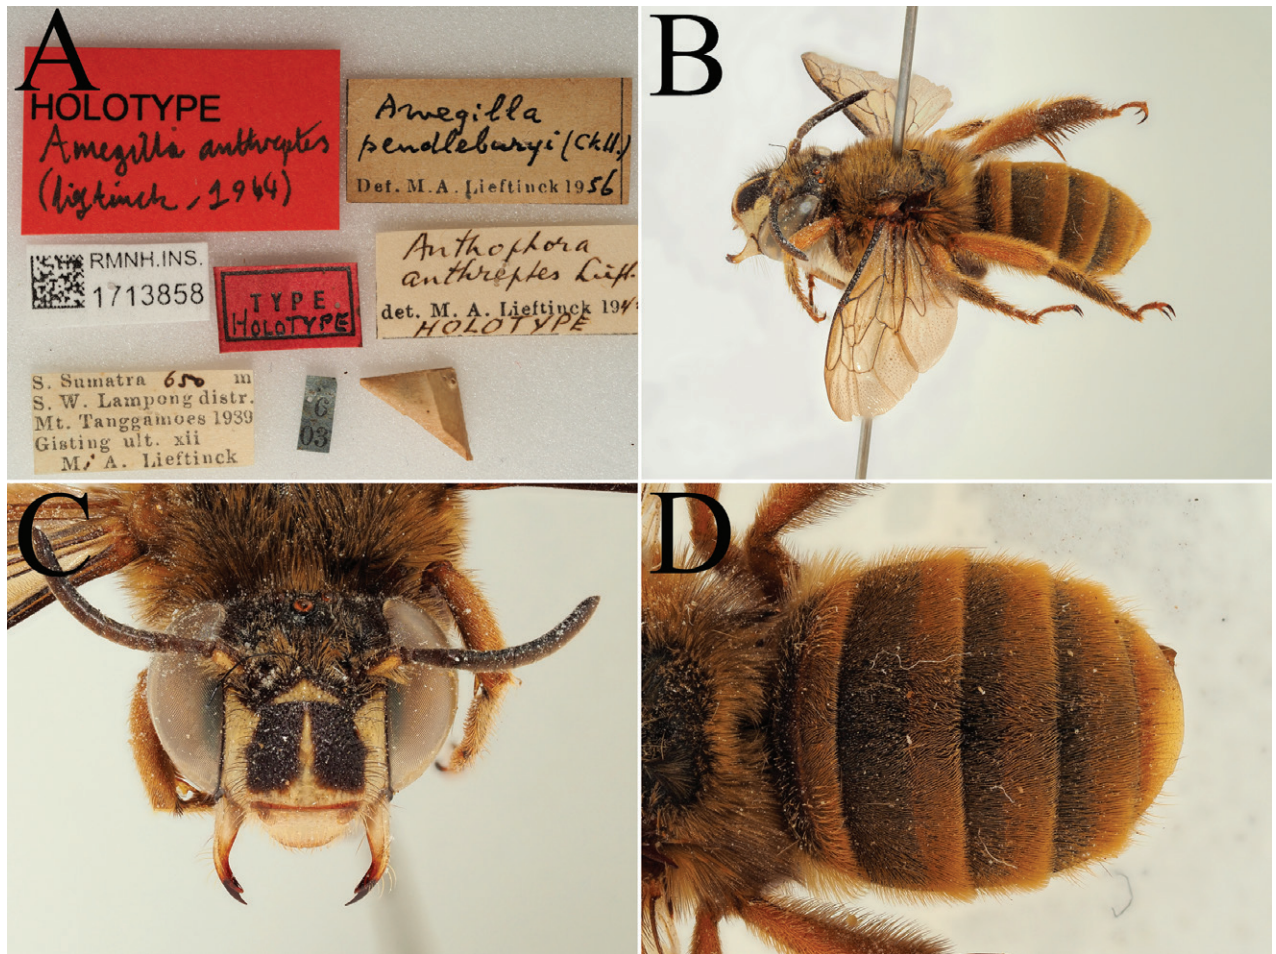 A
HOLOTYPE
Amegilla anthreptes
(Lieftinck, 1944)
Amegilla
pendleburyi (Ckll.)
Det. M. A. Lieftinck 1956
RMNH.INS.
1713858
TYPE
HOLOTYPE
Anthophora
anthreptes Lieft.
det. M. A. Lieftinck 194
HOLOTYPE
S. Sumatra 650 m
S. W. Lampong distr.
Mt. Tanggamoes 1939
Gisting ult. xii
M. A. Lieftinck
C
03
B
C
D